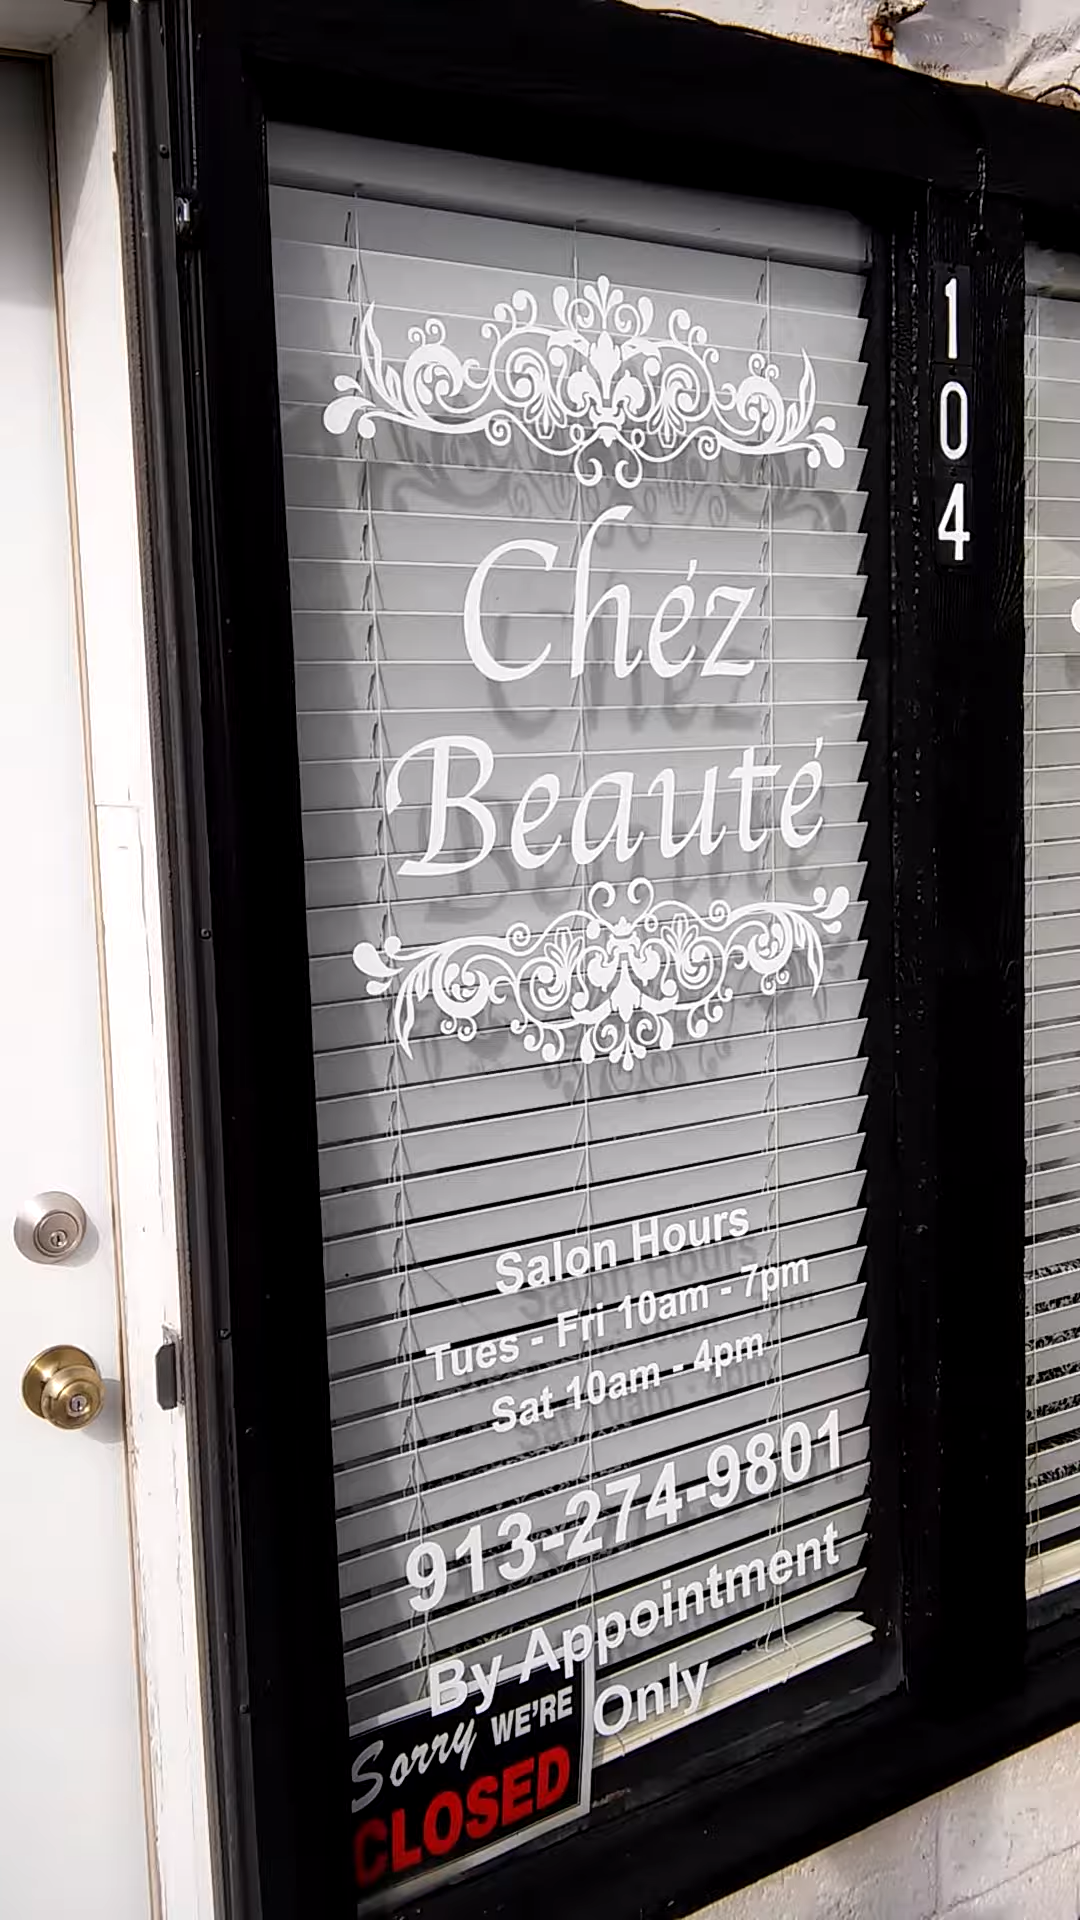 Chéz
Beauté
104
Salon Hours
Tues - Fri 10am - 7pm
Sat 10am - 4pm
913-274-9801
By Appointment
Only
Sorry WE'RE
CLOSED